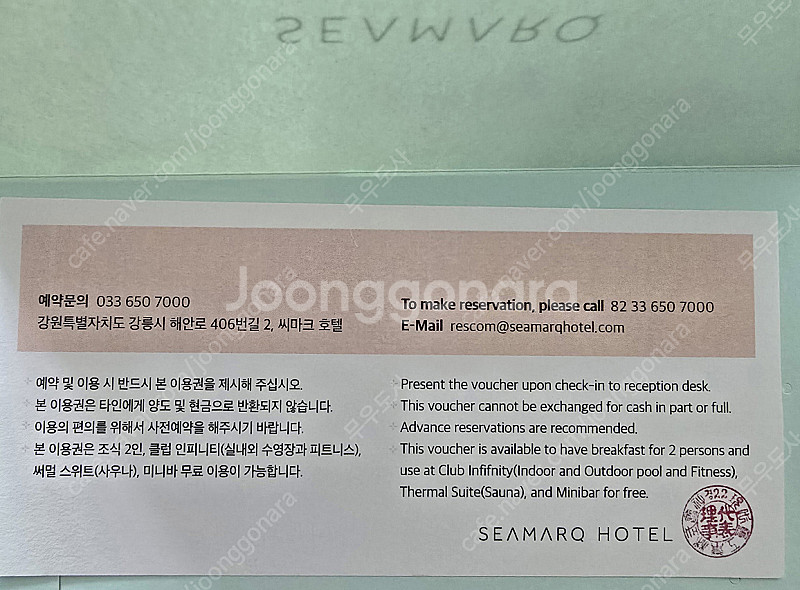 SEAMARQ
Joonggonara
예약문의 033 650 7000
강원특별자치도 강릉시 해안로 406번길 2, 씨마크 호텔
To make reservation, please call 82 33 650 7000
E-Mail rescom@seamarqhotel.com
예약 및 이용 시 반드시 본 이용권을 제시해 주십시오.
본 이용권은 타인에게 양도 및 현금으로 반환되지 않습니다.
이용의 편의를 위해서 사전예약을 해주시기 바랍니다.
본 이용권은 조식 2인, 클럽 인피니티(실내외 수영장과 피트니스),
써멀 스위트(사우나), 미니바 무료 이용이 가능합니다.
Present the voucher upon check-in to reception desk.
This voucher cannot be exchanged for cash in part or full.
Advance reservations are recommended.
This voucher is available to have breakfast for 2 persons and
use at Club Infifnity(Indoor and Outdoor pool and Fitness),
Thermal Suite(Sauna), and Minibar for free.
SEAMARQ HOTEL
cafe.naver.com/joonggonara
우우도사